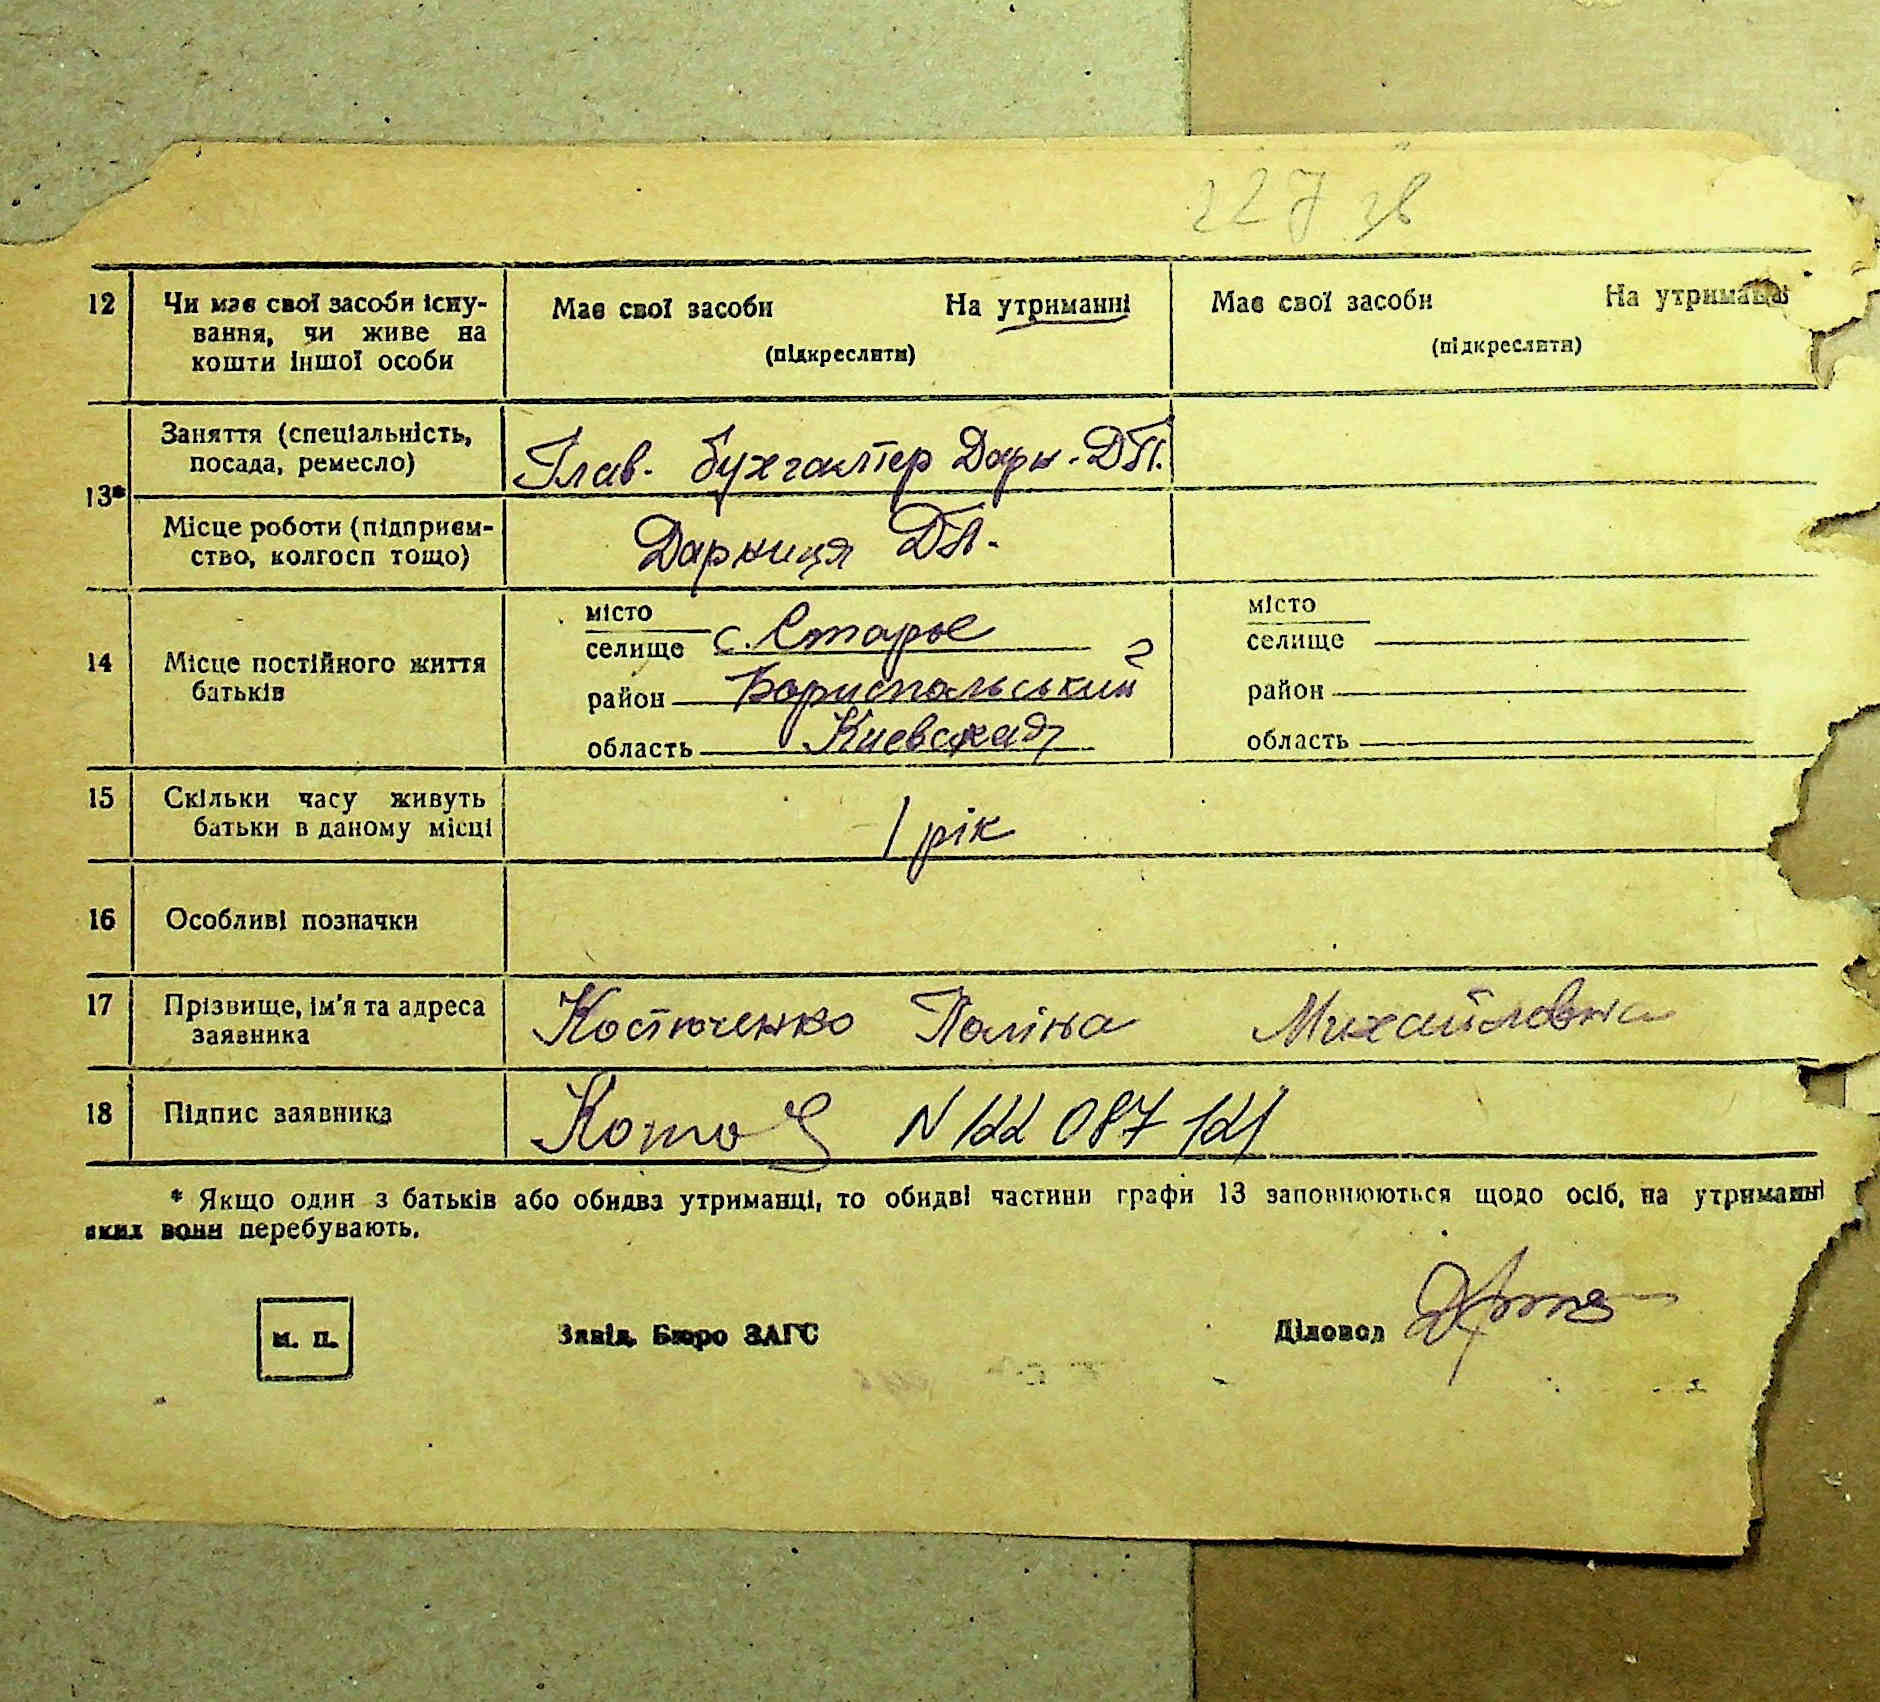 227 зв
12 Чи має свої засоби існу- Має свої засоби На утриманні Має свої засоби На утриманні
вання, чи живе на (підкреслити) (підкреслити)
кошти іншої особи
Заняття (спеціальність,
посада, ремесло) Глав. бухгалтер Дарн. ДП.
13*
Місце роботи (підприєм-
ство, колгосп тощо) Дарниця ДП.
місто місто
селище с. Старое селище
14 Місце постійного життя
батьків район Бориспольський район
область Киевская область
15 Скільки часу живуть
батьки в даному місці 1 рік
16 Особливі позначки
17 Прізвище, ім'я та адреса Костюченко Поліна Михайловна
заявника
18 Підпис заявника N 122 087 121
* Якщо один з батьків або обидва утриманці, то обидві частини графи 13 заповнюються щодо осіб, на утриманні
яких вони перебувають.
М. П. Завід. Бюро ЗАГС Діловод